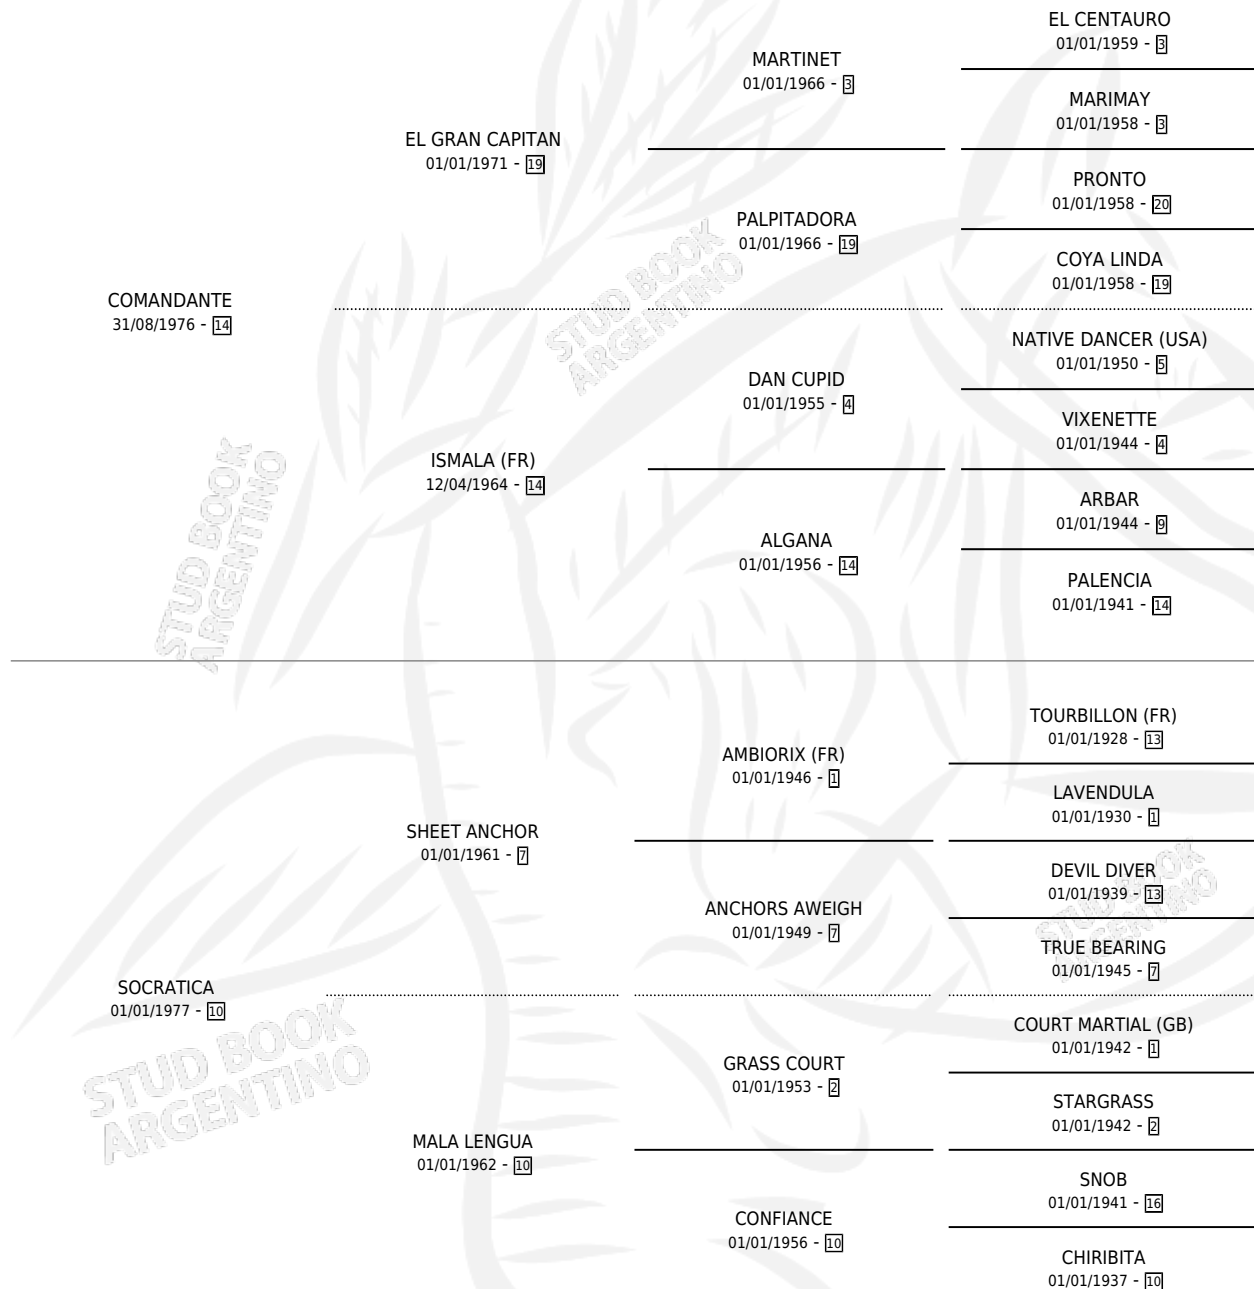 EL CENTAURO
01/01/1959 - 3
MARTINET
01/01/1966 - 3
MARIMAY
01/01/1958 - 3
EL GRAN CAPITAN
01/01/1971 - 19
PRONTO
01/01/1958 - 20
PALPITADORA
01/01/1966 - 19
COYA LINDA
01/01/1958 - 19
COMANDANTE
31/08/1976 - 14
NATIVE DANCER (USA)
01/01/1950 - 5
DAN CUPID
01/01/1955 - 4
VIXENETTE
01/01/1944 - 4
ISMALA (FR)
12/04/1964 - 14
ARBAR
01/01/1944 - 9
ALGANA
01/01/1956 - 14
PALENCIA
01/01/1941 - 14
STUD BOOK
ARGENTINO
STUD BOOK
ARGENTINO
TOURBILLON (FR)
01/01/1928 - 13
AMBIORIX (FR)
01/01/1946 - 1
LAVENDULA
01/01/1930 - 1
SHEET ANCHOR
01/01/1961 - 7
DEVIL DIVER
01/01/1939 - 13
ANCHORS AWEIGH
01/01/1949 - 7
TRUE BEARING
01/01/1945 - 7
SOCRATICA
01/01/1977 - 10
COURT MARTIAL (GB)
01/01/1942 - 1
GRASS COURT
01/01/1953 - 2
STARGRASS
01/01/1942 - 2
MALA LENGUA
01/01/1962 - 10
SNOB
01/01/1941 - 16
CONFIANCE
01/01/1956 - 10
CHIRIBITA
01/01/1937 - 10
STUD BOOK
ARGENTINO
STUD BOOK
ARGENTINO